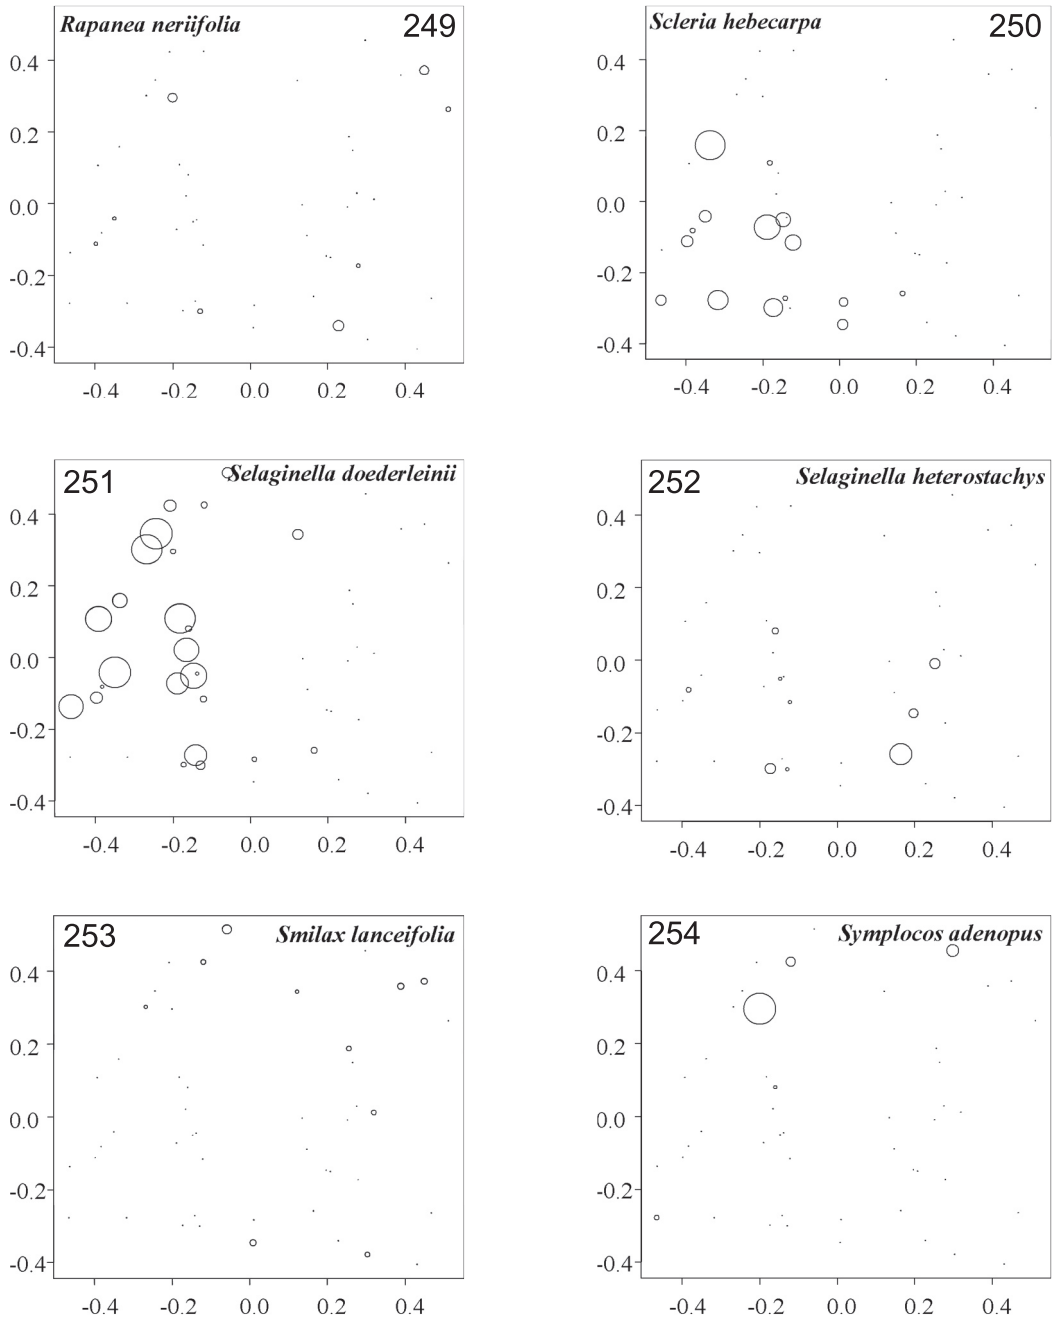 Rapanea neriifolia 249
0.4
0.2
0.0
-0.2
-0.4
-0.4 -0.2 0.0 0.2 0.4
Scleria hebecarpa 250
0.4
0.2
0.0
-0.2
-0.4
-0.4 -0.2 0.0 0.2 0.4
251 Selaginella doederleinii
0.4
0.2
0.0
-0.2
-0.4
-0.4 -0.2 0.0 0.2 0.4
252 Selaginella heterostachys
0.4
0.2
0.0
-0.2
-0.4
-0.4 -0.2 0.0 0.2 0.4
253 Smilax lanceifolia
0.4
0.2
0.0
-0.2
-0.4
-0.4 -0.2 0.0 0.2 0.4
254 Symplocos adenopus
0.4
0.2
0.0
-0.2
-0.4
-0.4 -0.2 0.0 0.2 0.4